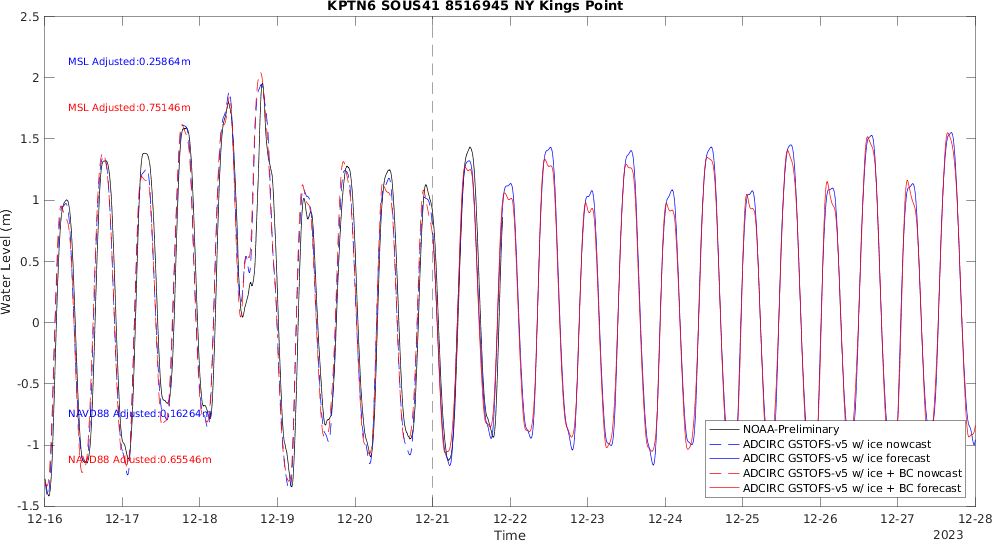 KPTN6 SOUS41 8516945 NY Kings Point
2.5
2
1.5
1
0.5
0
-0.5
-1
-1.5
Water Level (m)
MSL Adjusted:0.25864m
MSL Adjusted:0.75146m
NAVD88 Adjusted:0.16264m
NAVD88 Adjusted:0.65546m
NOAA-Preliminary
ADCIRC GSTOFS-v5 w/ ice nowcast
ADCIRC GSTOFS-v5 w/ ice forecast
ADCIRC GSTOFS-v5 w/ ice + BC nowcast
ADCIRC GSTOFS-v5 w/ ice + BC forecast
12-16 12-17 12-18 12-19 12-20 12-21 12-22 12-23 12-24 12-25 12-26 12-27 12-28
Time
2023